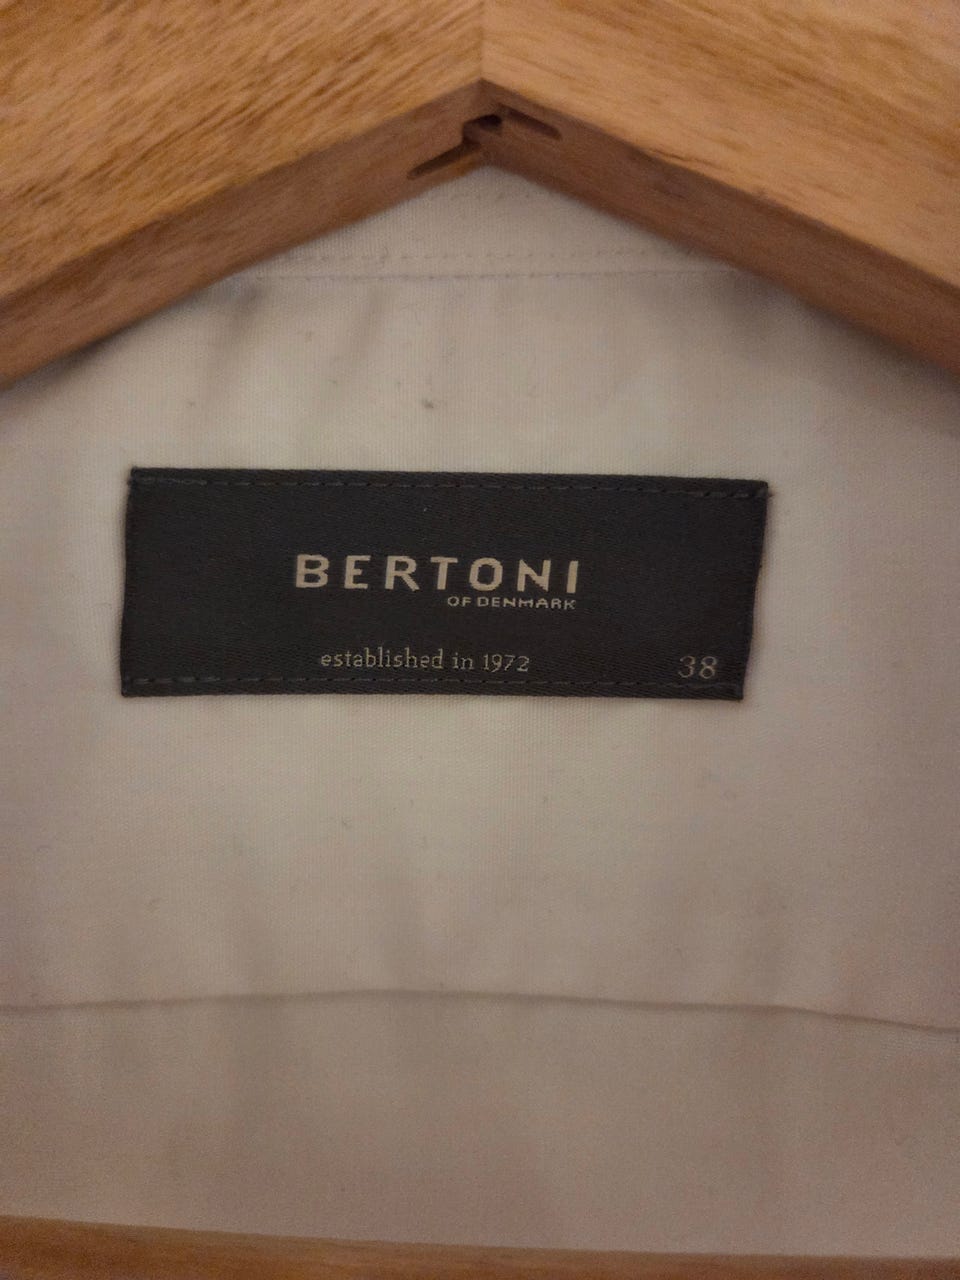 BERTONI
OF DENMARK
established in 1972
38